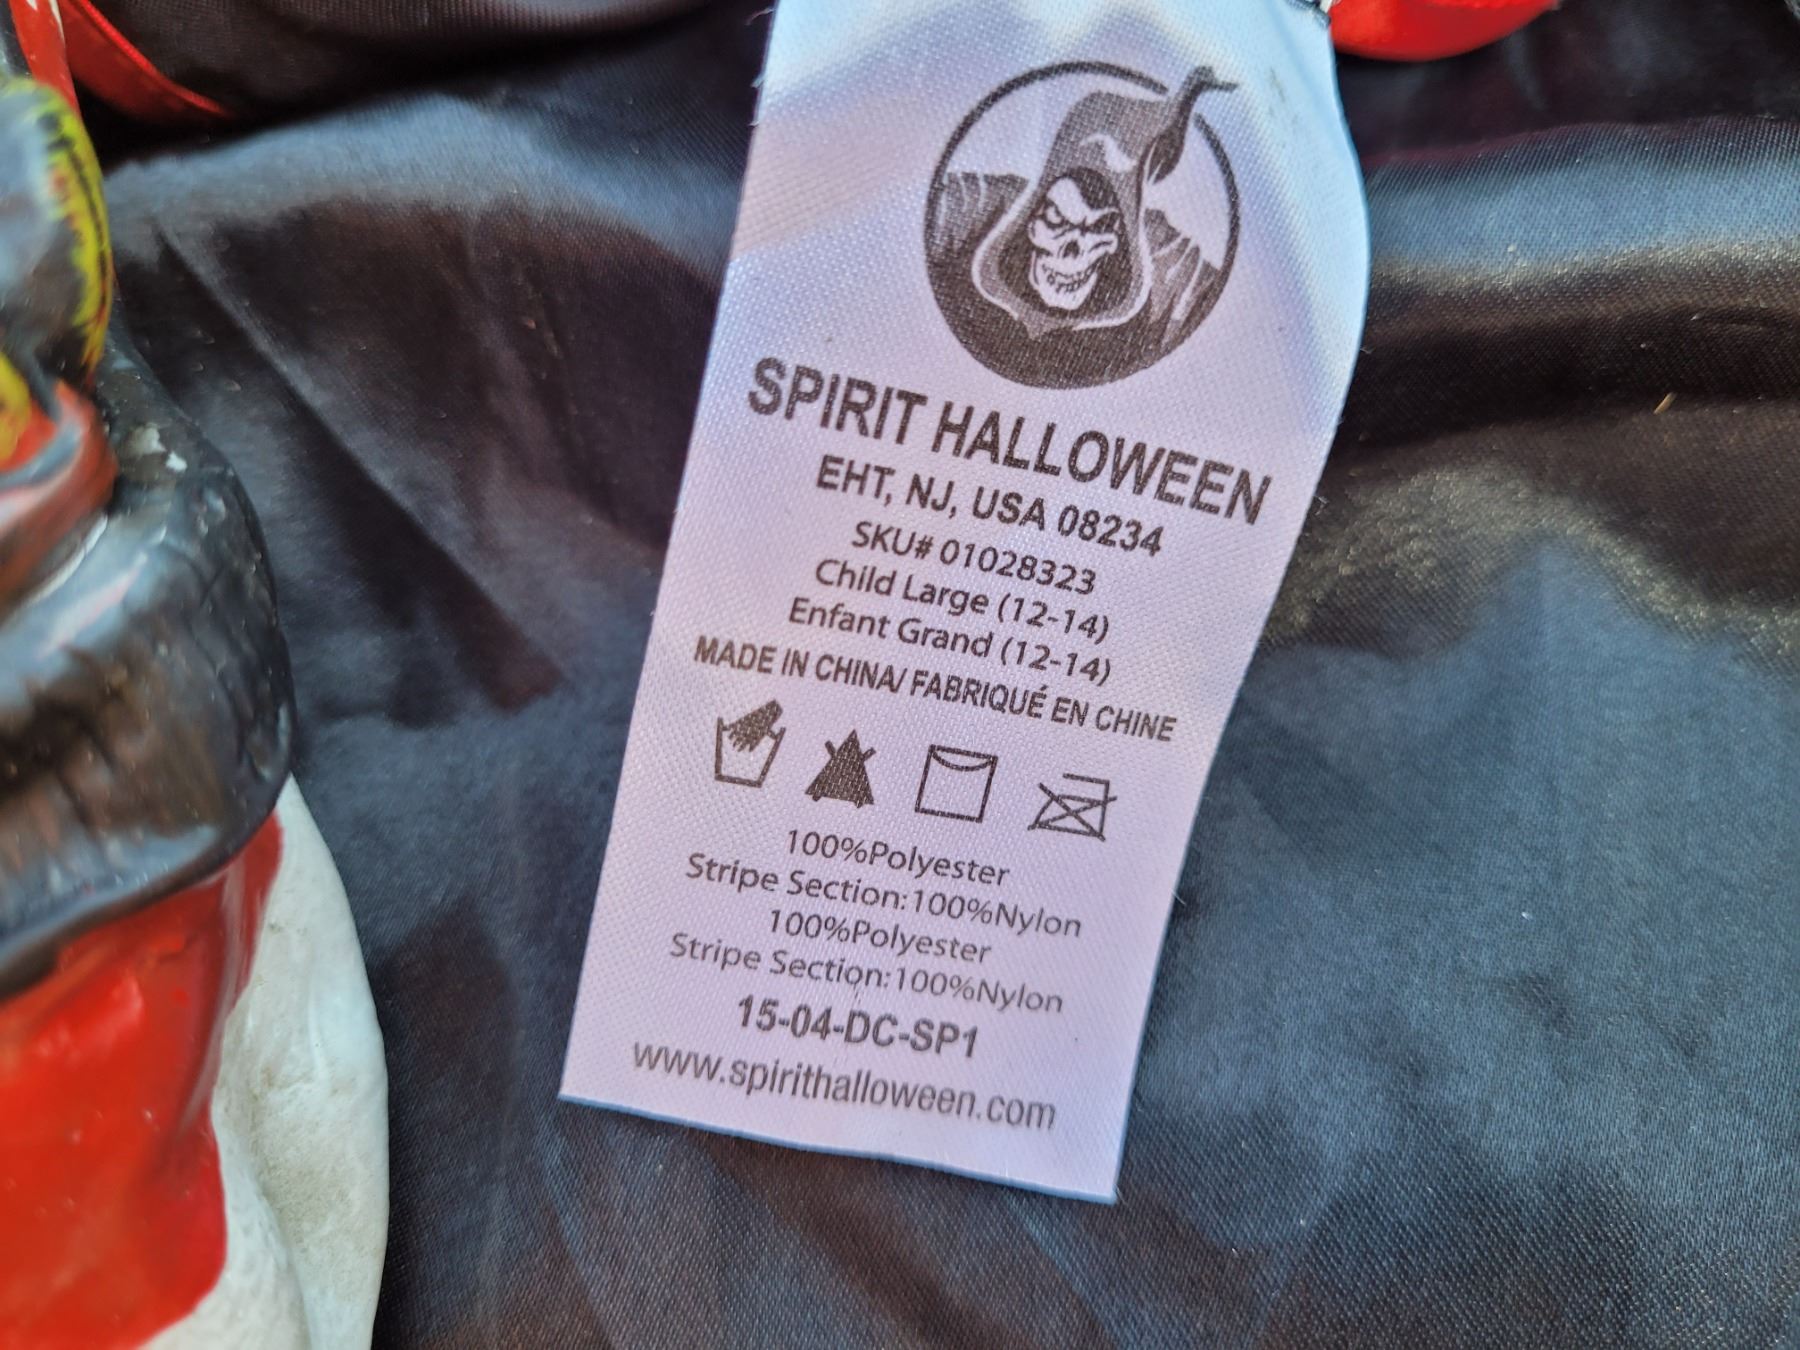 SPIRIT HALLOWEEN
EHT, NJ, USA 08234
SKU# 01028323
Child Large (12-14)
Enfant Grand (12-14)
MADE IN CHINA/ FABRIQUÉ EN CHINE
100%Polyester
Stripe Section:100%Nylon
100%Polyester
Stripe Section:100%Nylon
15-04-DC-SP1
www.spirithalloween.com